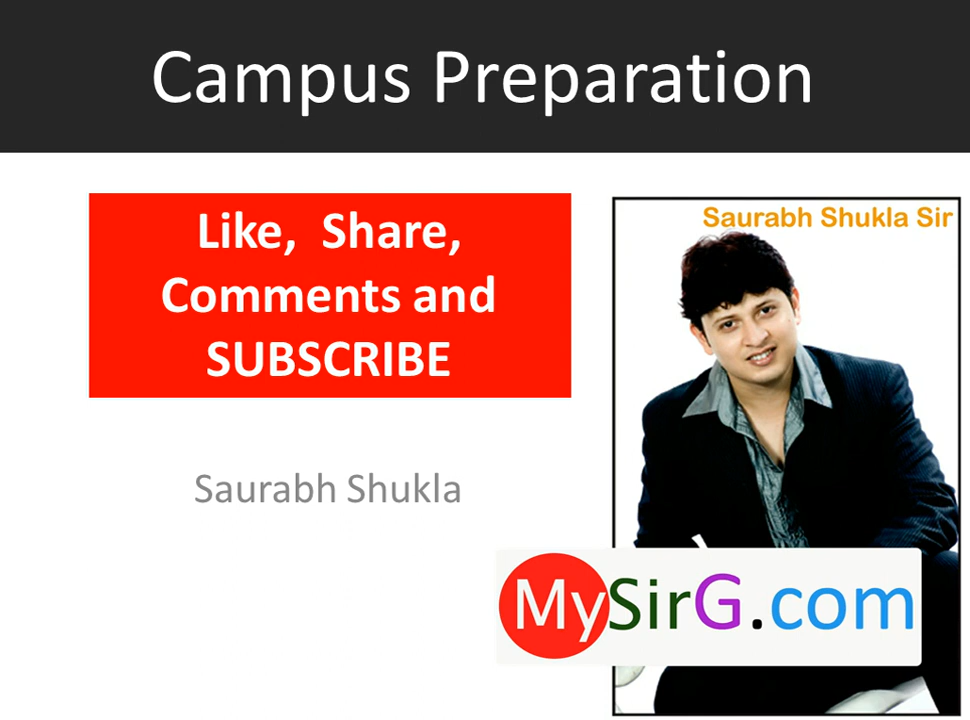 Campus Preparation
Like, Share,
Comments and
SUBSCRIBE
Saurabh Shukla Sir
Saurabh Shukla
MySirG.com